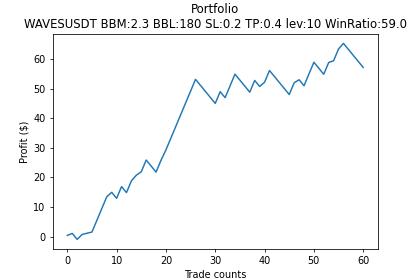 Portfolio
WAVESUSDT BBM:2.3 BBL:180 SL:0.2 TP:0.4 lev:10 WinRatio:59.0
Profit ($)
60
50
40
30
20
10
0
0 10 20 30 40 50 60
Trade counts